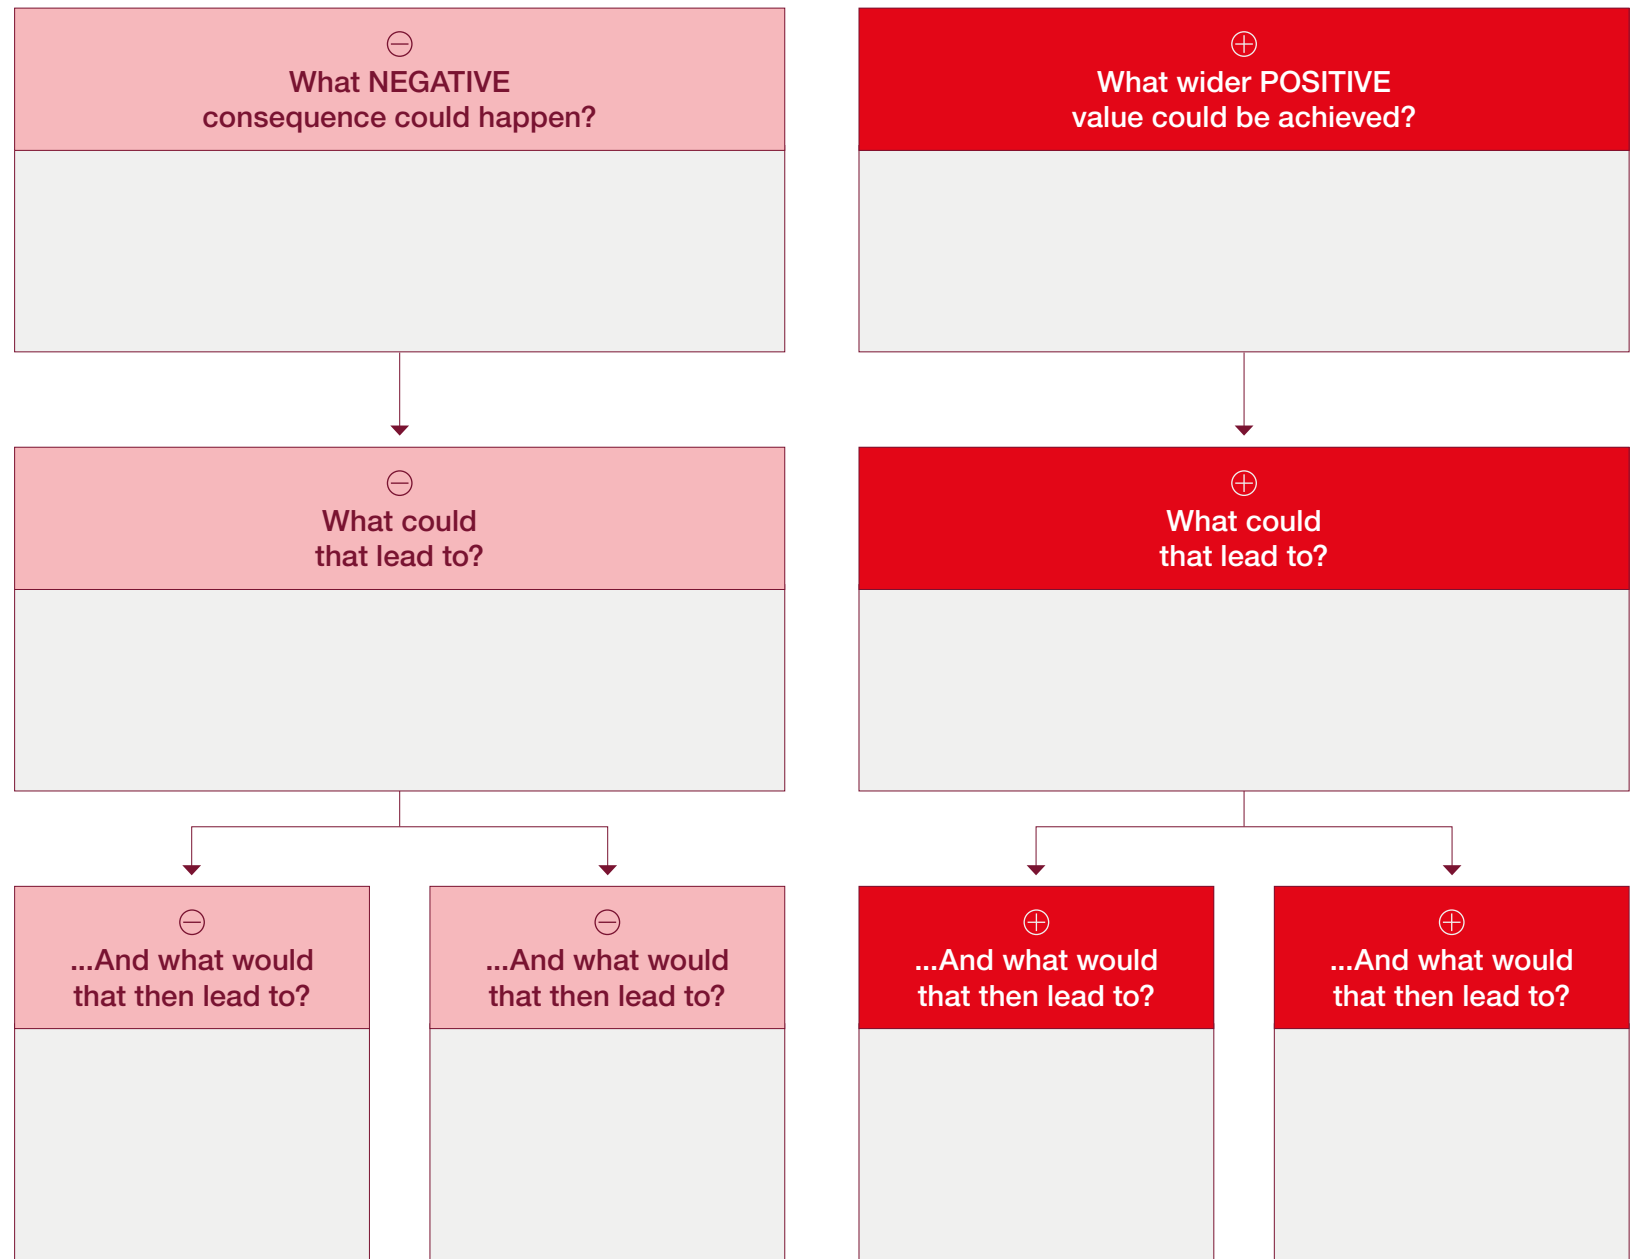 What NEGATIVE
consequence could happen?
What wider POSITIVE
value could be achieved?
What could
that lead to?
What could
that lead to?
...And what would
that then lead to?
...And what would
that then lead to?
...And what would
that then lead to?
...And what would
that then lead to?